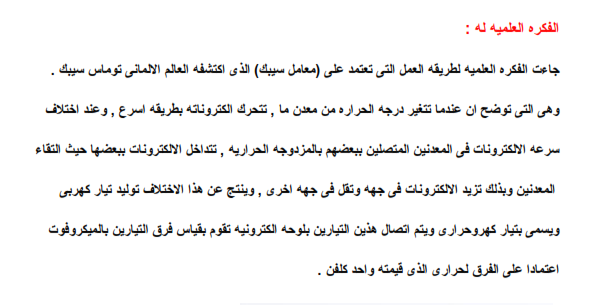 الفكره العلميه له :
جاءت الفكره العلميه لطريقه العمل التى تعتمد على (معامل سيبك) الذى اكتشفه العالم الالمانى توماس سيبك .
وهى التى توضح ان عندما تتغير درجه الحراره من معدن ما , تتحرك الكتروناته بطريقه اسرع , وعند اختلاف
سرعه الالكترونات فى المعدنين المتصلين ببعضهم بالمزدوجه الحراريه , تتداخل الالكترونات ببعضها حيث التقاء
المعدنين وبذلك تزيد الالكترونات فى جهه وتقل فى جهه اخرى , وينتج عن هذا الاختلاف توليد تيار كهربى
ويسمى بتيار كهروحرارى ويتم اتصال هذين التيارين بلوحه الكترونيه تقوم بقياس فرق التيارين بالميكروفوت
اعتمادا على الفرق لحرارى الذى قيمته واحد كلفن .